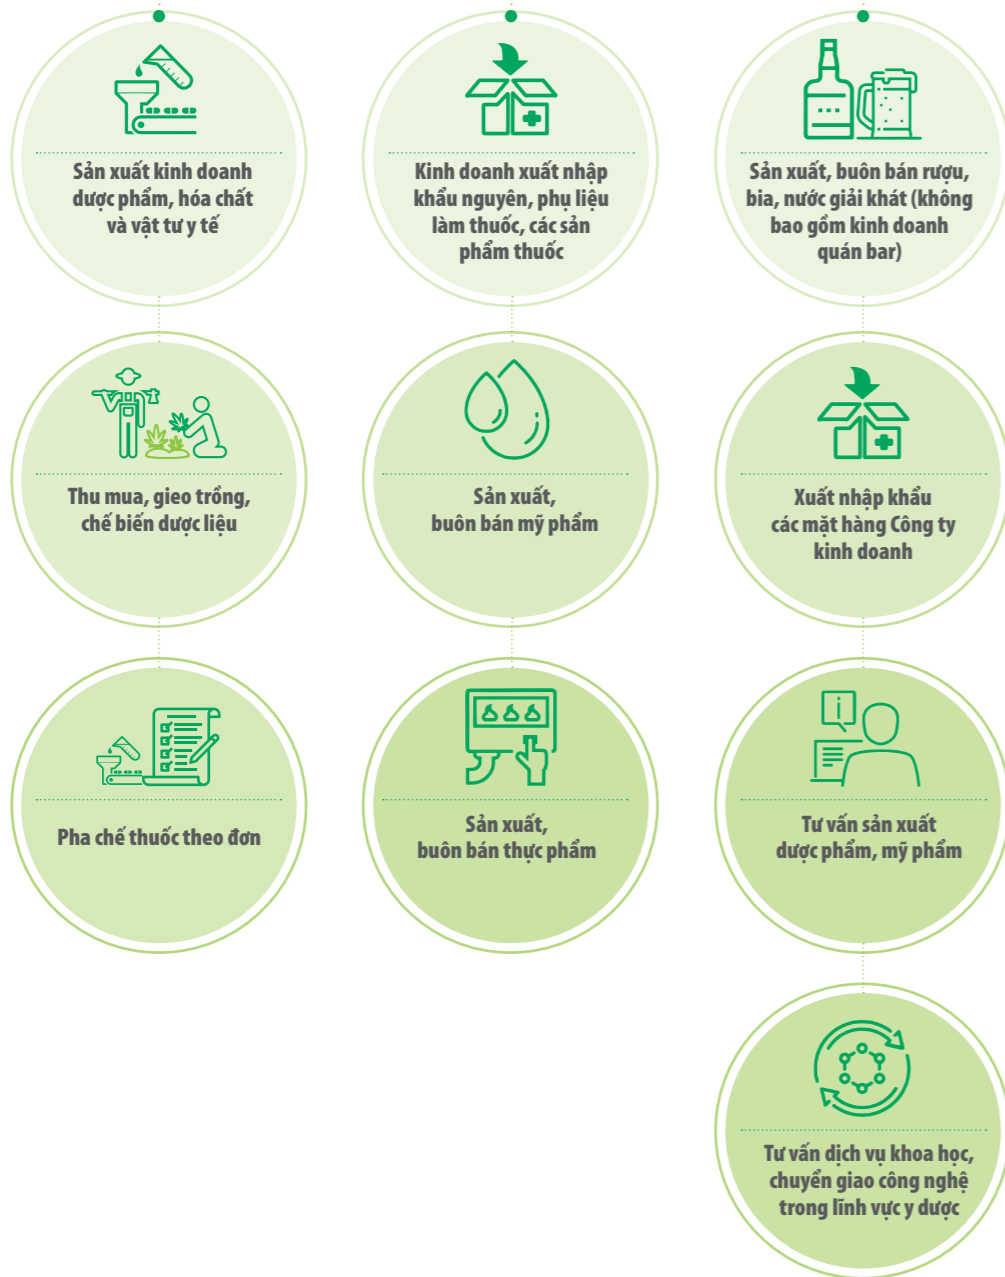 Sản xuất kinh doanh
dược phẩm, hóa chất
và vật tư y tế
Kinh doanh xuất nhập
khẩu nguyên, phụ liệu
làm thuốc, các sản
phẩm thuốc
Sản xuất, buôn bán rượu,
bia, nước giải khát (không
bao gồm kinh doanh
quán bar)
Thu mua, gieo trồng,
chế biến dược liệu
Sản xuất,
buôn bán mỹ phẩm
Xuất nhập khẩu
các mặt hàng Công ty
kinh doanh
Pha chế thuốc theo đơn
Sản xuất,
buôn bán thực phẩm
Tư vấn sản xuất
dược phẩm, mỹ phẩm
Tư vấn dịch vụ khoa học,
chuyển giao công nghệ
trong lĩnh vực y dược